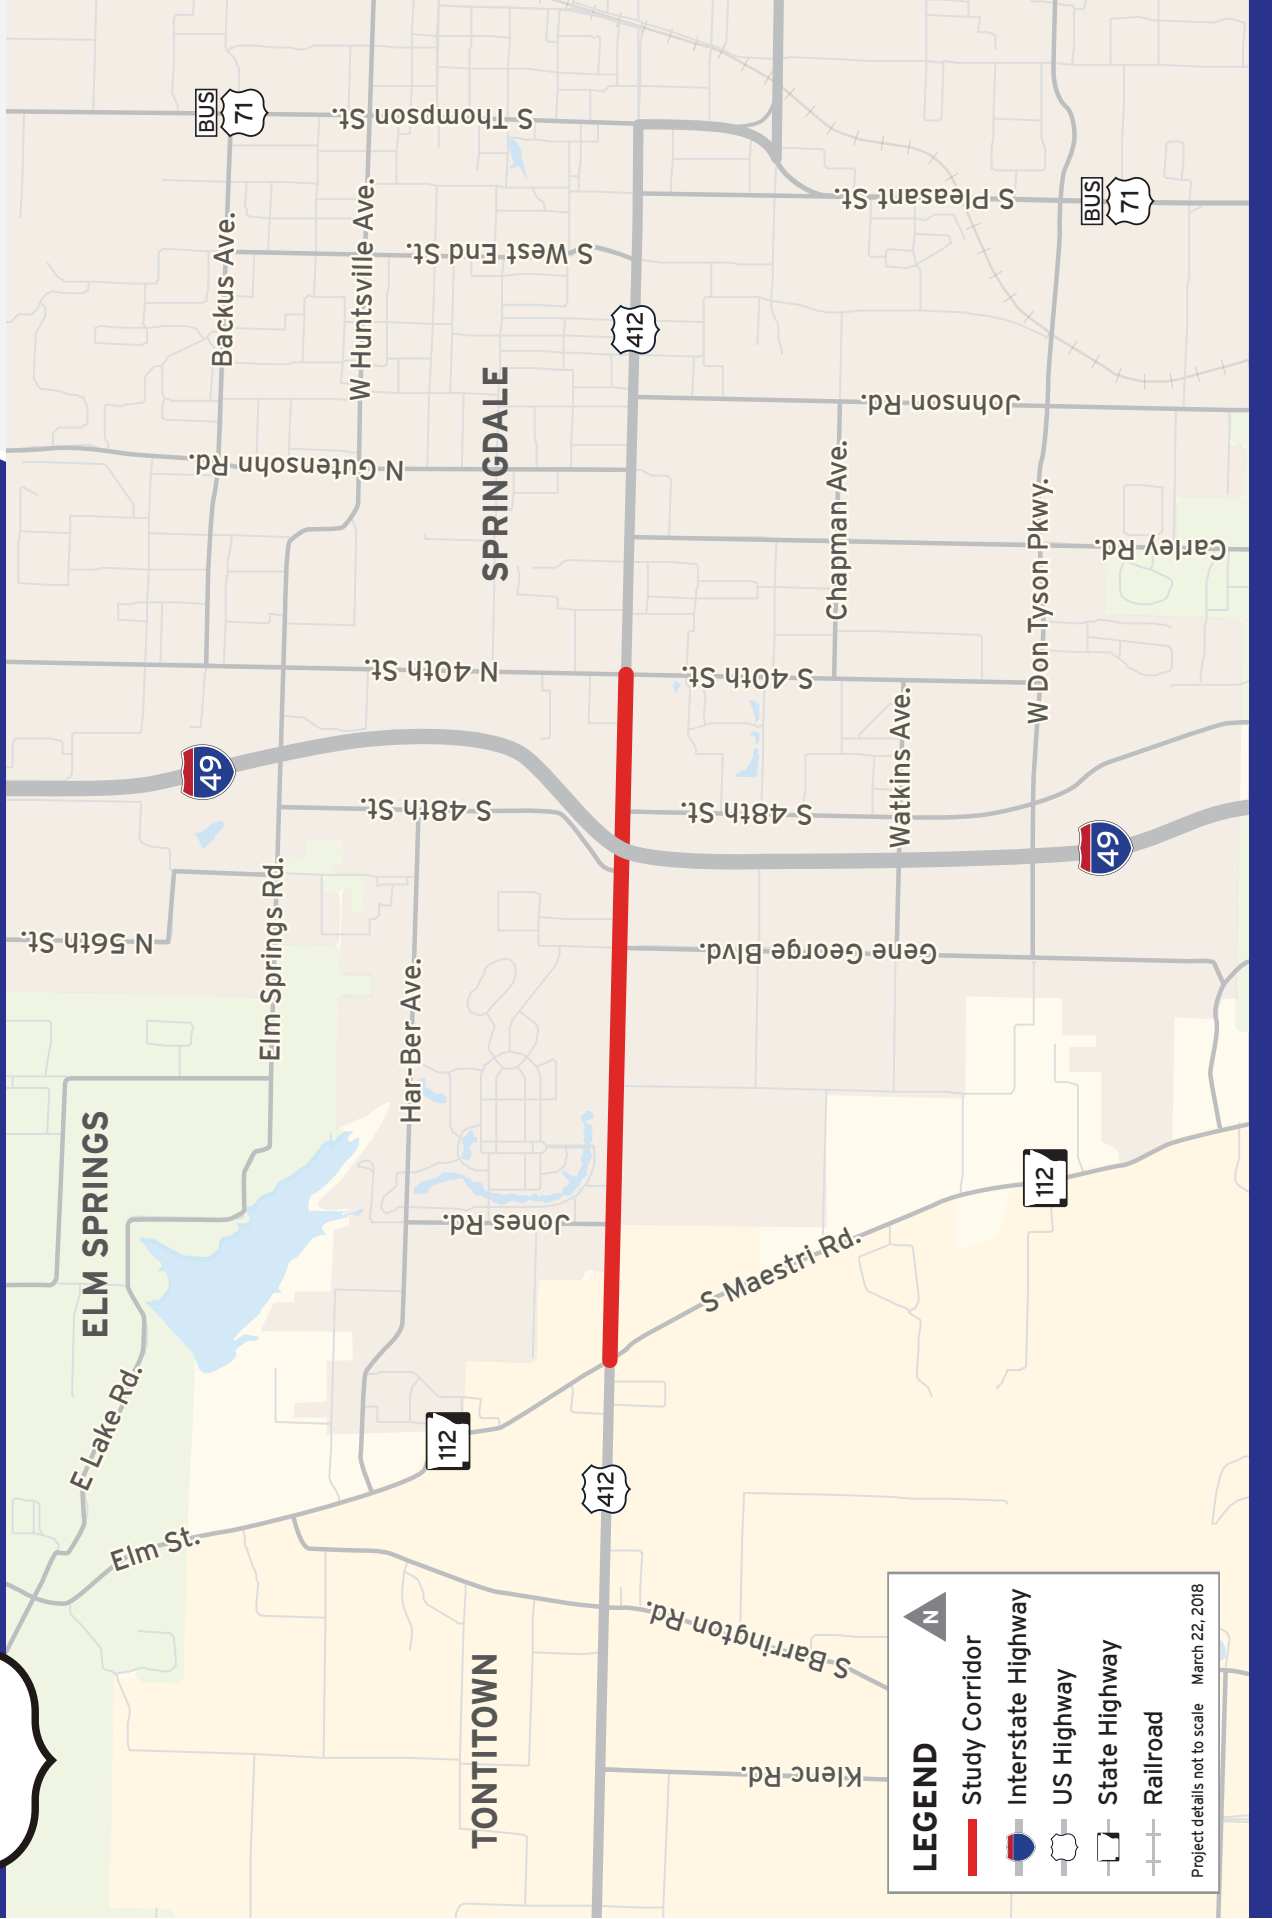 BUS
71
S Thompson St.
Backus Ave.
W Huntsville Ave.
S West End St.
S Pleasant St.
BUS
71
412
SPRINGDALE
N Gutensohn Rd.
Johnson Rd.
Chapman Ave.
W Don Tyson Pkwy.
Carley Rd.
N 40th St.
S 40th St.
49
S 48th St.
S 48th St.
Watkins Ave.
49
N 56th St.
Elm Springs Rd.
Har-Ber Ave.
Gene George Blvd.
ELM SPRINGS
Jones Rd.
S Maestri Rd.
112
E Lake Rd.
112
412
Elm St.
S Barrington Rd.
TONTITOWN
Klenc Rd.
LEGEND
N
Study Corridor
Interstate Highway
US Highway
State Highway
Railroad
Project details not to scale March 22, 2018